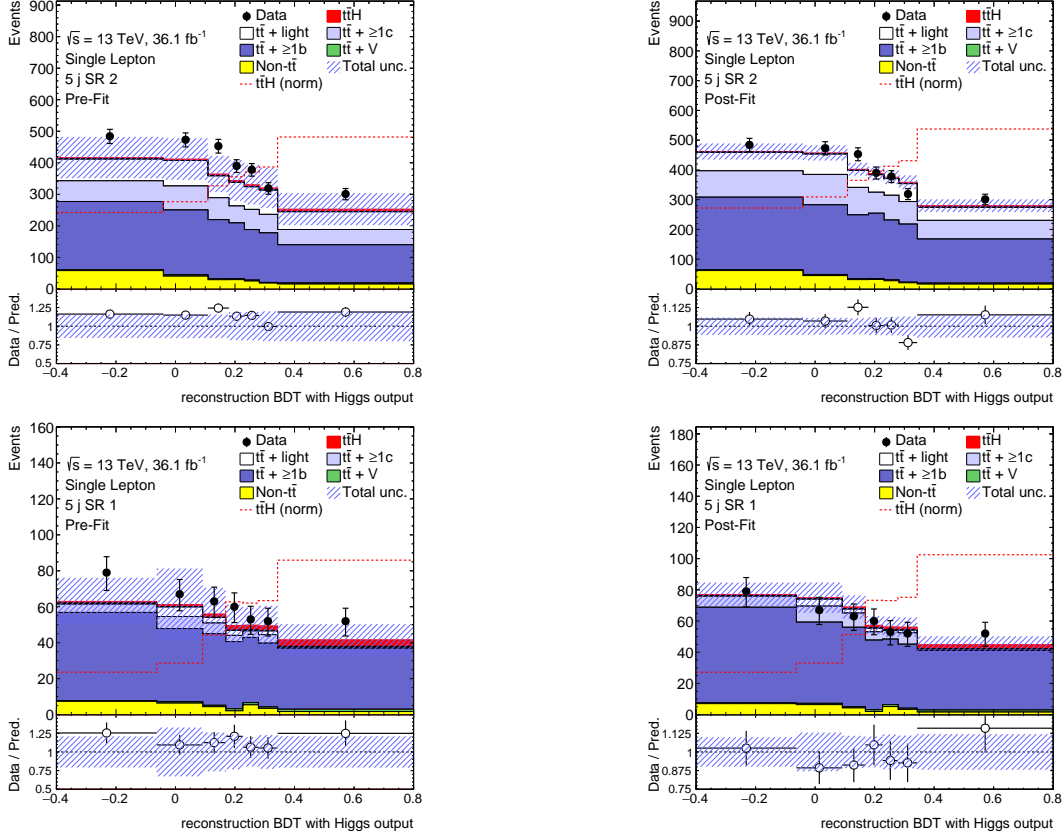 Events
900
800
700
600
500
400
300
200
100
0
√s = 13 TeV, 36.1 fb⁻¹
Single Lepton
5 j SR 2
Pre-Fit
Data
tt̄H
tt̄ + light
tt̄ + ≥1c
tt̄ + ≥1b
tt̄ + V
Non-tt̄
Total unc.
tt̄H (norm)
Data / Pred.
1.25
1
0.75
0.5
−0.4 −0.2 0 0.2 0.4 0.6 0.8
reconstruction BDT with Higgs output
Events
900
800
700
600
500
400
300
200
100
0
√s = 13 TeV, 36.1 fb⁻¹
Single Lepton
5 j SR 2
Post-Fit
Data
tt̄H
tt̄ + light
tt̄ + ≥1c
tt̄ + ≥1b
tt̄ + V
Non-tt̄
Total unc.
tt̄H (norm)
Data / Pred.
1.125
1
0.875
0.75
−0.4 −0.2 0 0.2 0.4 0.6 0.8
reconstruction BDT with Higgs output
Events
160
140
120
100
80
60
40
20
0
√s = 13 TeV, 36.1 fb⁻¹
Single Lepton
5 j SR 1
Pre-Fit
Data
tt̄H
tt̄ + light
tt̄ + ≥1c
tt̄ + ≥1b
tt̄ + V
Non-tt̄
Total unc.
tt̄H (norm)
Data / Pred.
1.25
1
0.75
0.5
−0.4 −0.2 0 0.2 0.4 0.6 0.8
reconstruction BDT with Higgs output
Events
180
160
140
120
100
80
60
40
20
0
√s = 13 TeV, 36.1 fb⁻¹
Single Lepton
5 j SR 1
Post-Fit
Data
tt̄H
tt̄ + light
tt̄ + ≥1c
tt̄ + ≥1b
tt̄ + V
Non-tt̄
Total unc.
tt̄H (norm)
Data / Pred.
1.125
1
0.875
0.75
−0.4 −0.2 0 0.2 0.4 0.6 0.8
reconstruction BDT with Higgs output